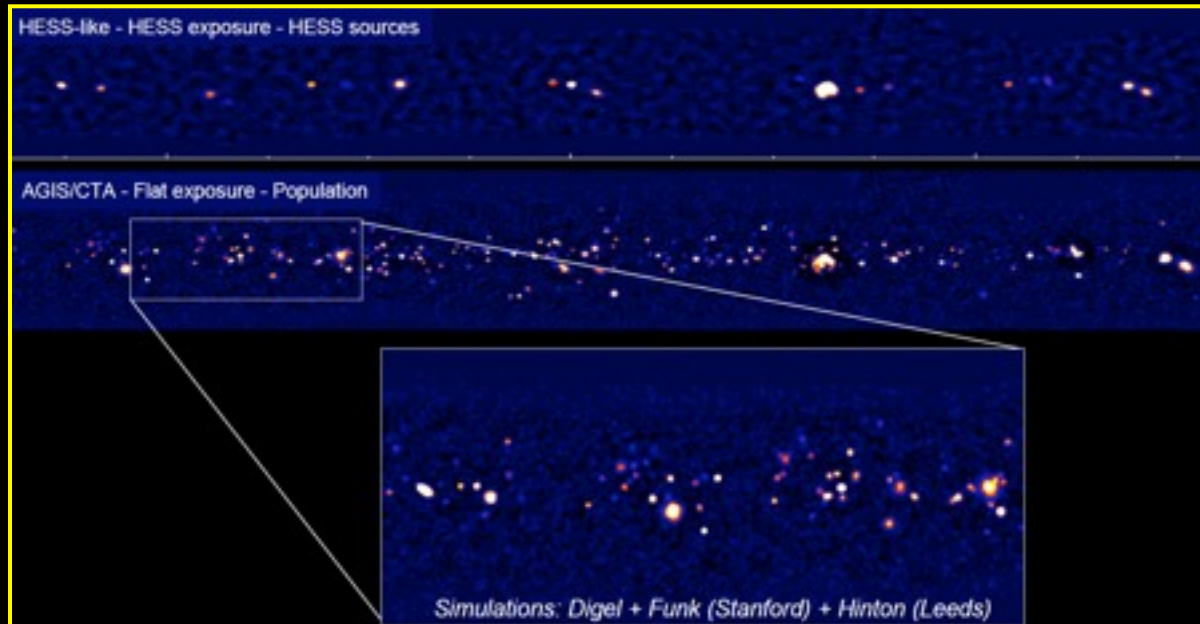 HESS-like - HESS exposure - HESS sources
AGIS/CTA - Flat exposure - Population
Simulations: Digel + Funk (Stanford) + Hinton (Leeds)